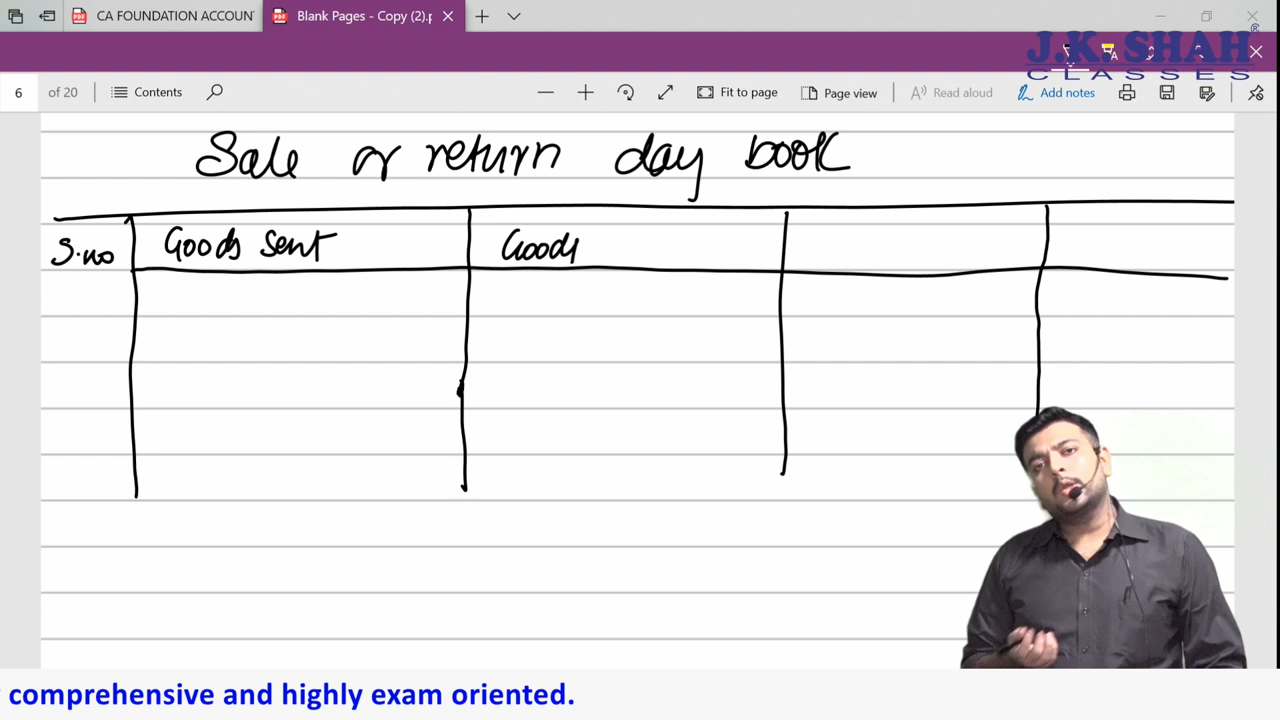 CA FOUNDATION ACCOUN
Blank Pages - Copy (2).p
J.K. SHAH ®
CLASSES
6 of 20 Contents Fit to page Page view Read aloud Add notes
Sale or return day book
S.no Goods sent Goods
comprehensive and highly exam oriented.